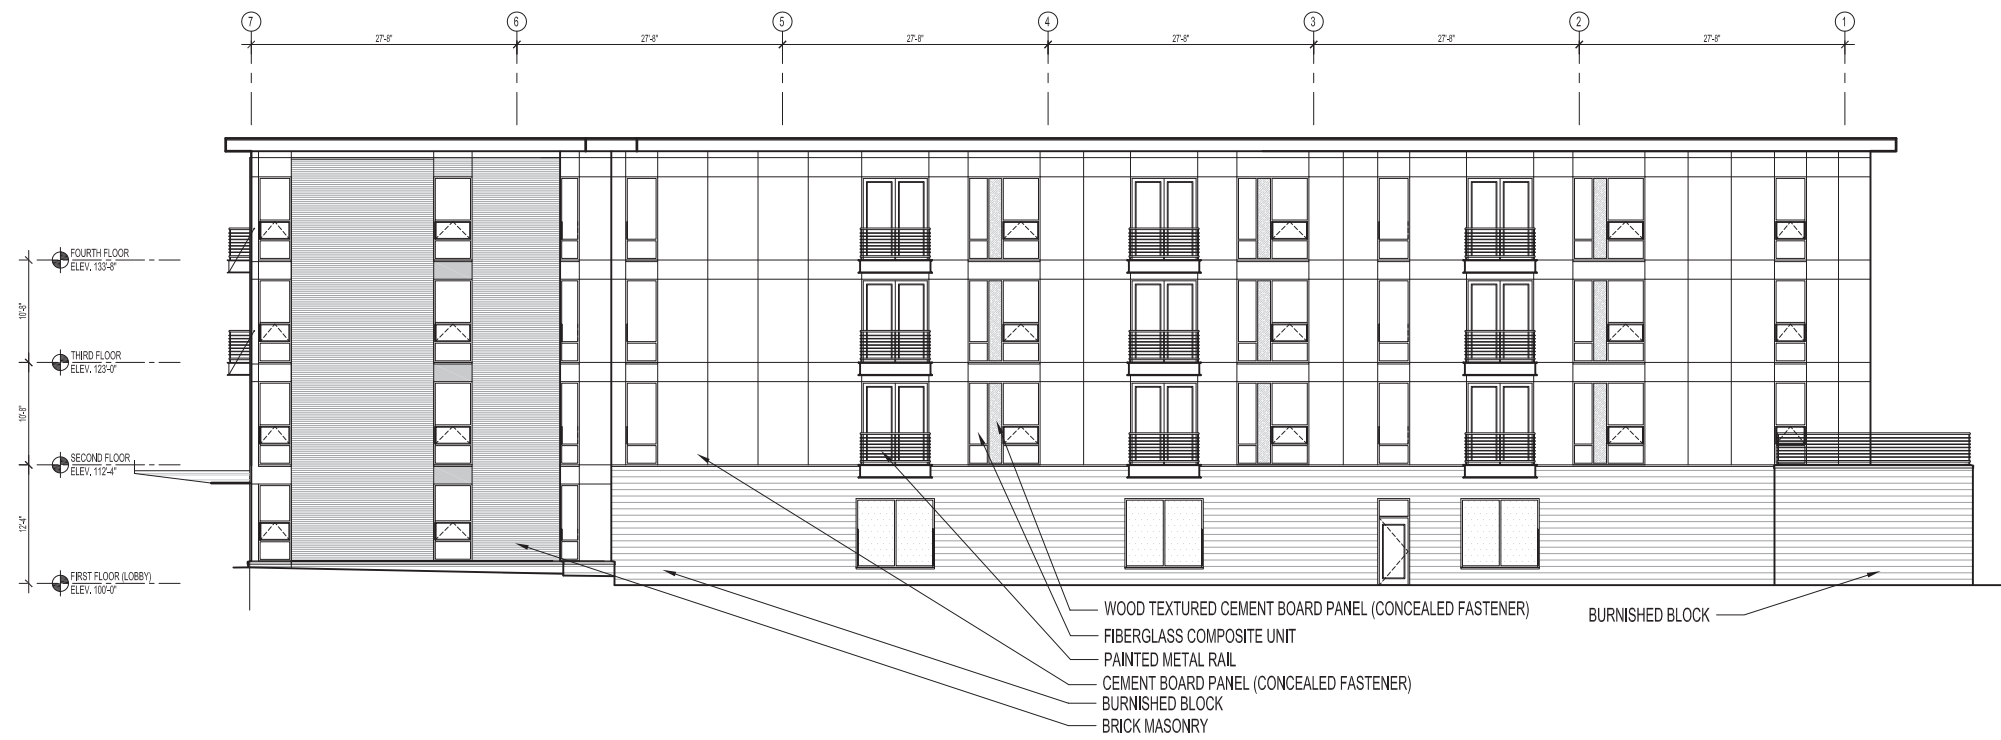 7 6 5 4 3 2 1
27'-8" 27'-8" 27'-8" 27'-8" 27'-8" 27'-8"
FOURTH FLOOR
ELEV. 133'-8"
10'-8"
THIRD FLOOR
ELEV. 123'-0"
10'-8"
SECOND FLOOR
ELEV. 112'-4"
12'-4"
FIRST FLOOR (LOBBY)
ELEV. 100'-0"
WOOD TEXTURED CEMENT BOARD PANEL (CONCEALED FASTENER)
BURNISHED BLOCK
FIBERGLASS COMPOSITE UNIT
PAINTED METAL RAIL
CEMENT BOARD PANEL (CONCEALED FASTENER)
BURNISHED BLOCK
BRICK MASONRY